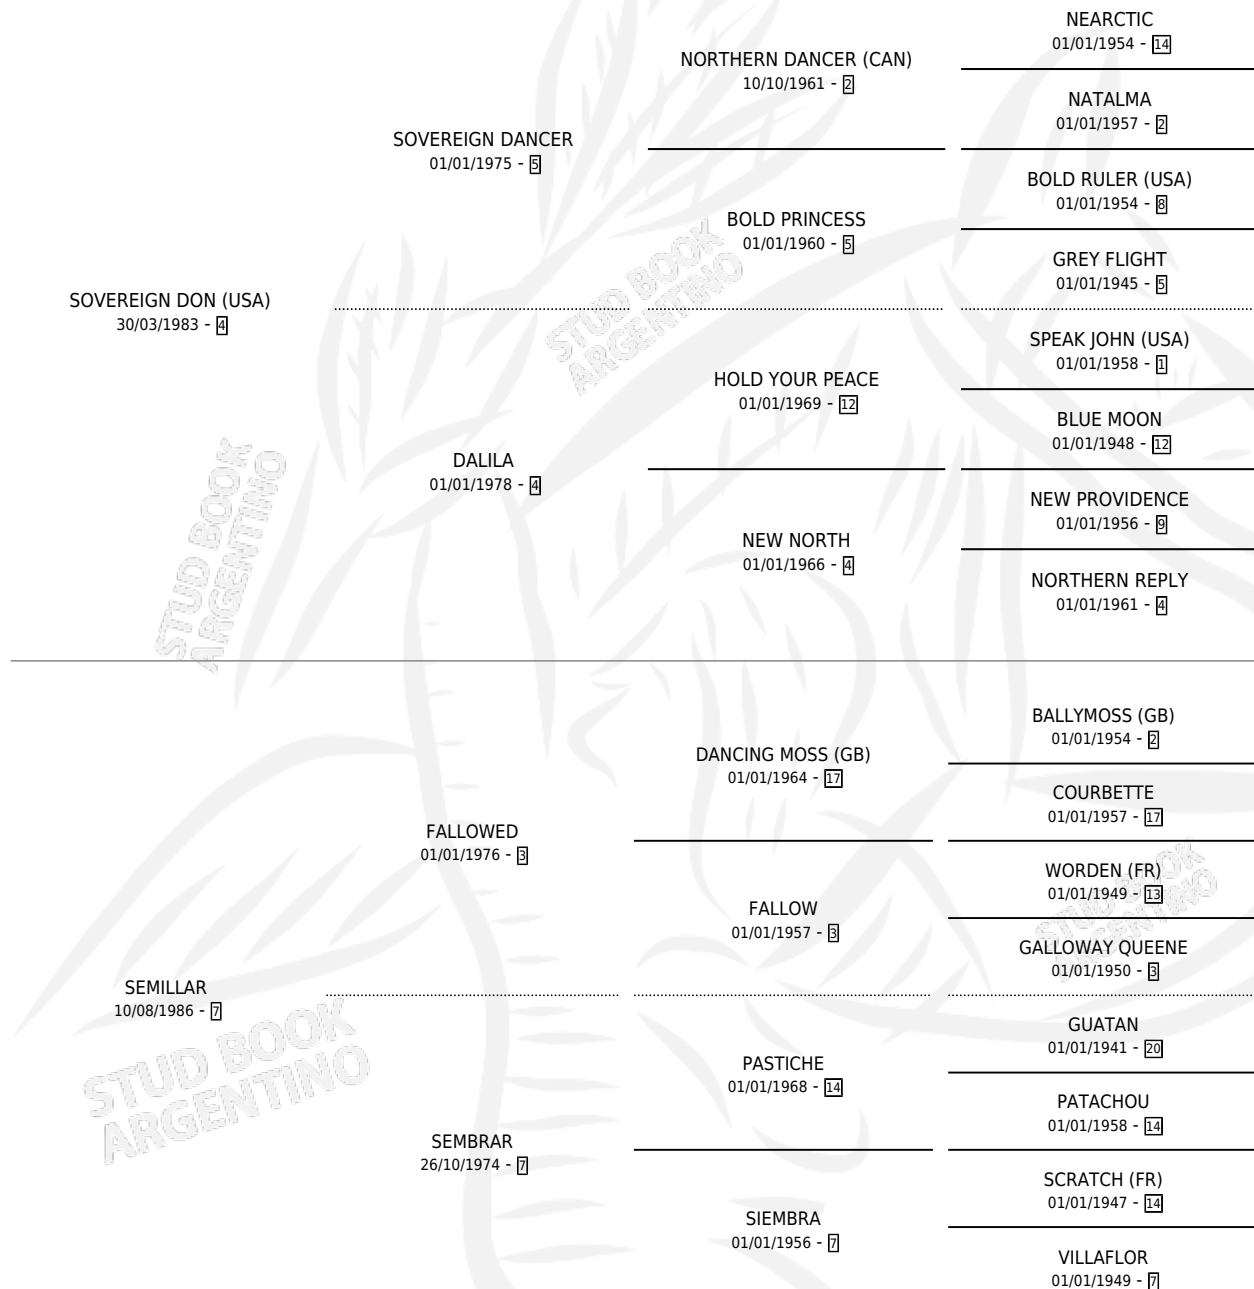 NEARCTIC
01/01/1954 - 14
NORTHERN DANCER (CAN)
10/10/1961 - 2
NATALMA
01/01/1957 - 2
SOVEREIGN DANCER
01/01/1975 - 5
BOLD RULER (USA)
01/01/1954 - 8
BOLD PRINCESS
01/01/1960 - 5
GREY FLIGHT
01/01/1945 - 5
SOVEREIGN DON (USA)
30/03/1983 - 4
SPEAK JOHN (USA)
01/01/1958 - 1
HOLD YOUR PEACE
01/01/1969 - 12
BLUE MOON
01/01/1948 - 12
DALILA
01/01/1978 - 4
NEW PROVIDENCE
01/01/1956 - 9
NEW NORTH
01/01/1966 - 4
NORTHERN REPLY
01/01/1961 - 4
BALLYMOSS (GB)
01/01/1954 - 2
DANCING MOSS (GB)
01/01/1964 - 17
COURBETTE
01/01/1957 - 17
FALLOWED
01/01/1976 - 3
WORDEN (FR)
01/01/1949 - 13
FALLOW
01/01/1957 - 3
GALLOWAY QUEENE
01/01/1950 - 3
SEMILLAR
10/08/1986 - 7
GUATAN
01/01/1941 - 20
PASTICHE
01/01/1968 - 14
PATACHOU
01/01/1958 - 14
SEMBRAR
26/10/1974 - 7
SCRATCH (FR)
01/01/1947 - 14
SIEMBRA
01/01/1956 - 7
VILLAFLOR
01/01/1949 - 7
STUD BOOK
ARGENTINO
STUD BOOK
ARGENTINO
STUD BOOK
ARGENTINO
STUD BOOK
ARGENTINO